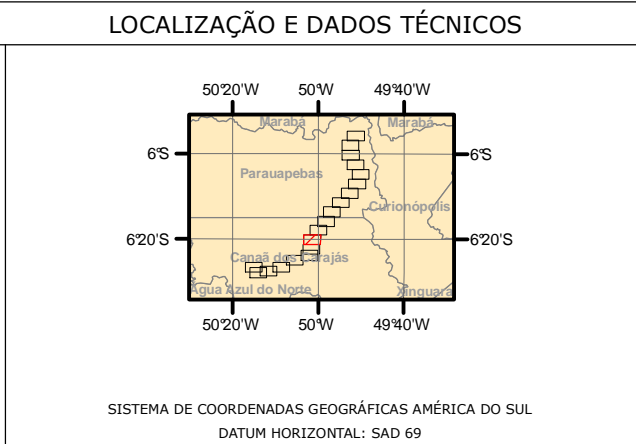 LOCALIZAÇÃO E DADOS TÉCNICOS
50°20'W 50°W 49°40'W
Marabá Marabá
6°S 6°S
Parauapebas
Curionópolis
6°20'S 6°20'S
Canaã dos Carajás
Água Azul do Norte Xinguara
50°20'W 50°W 49°40'W
SISTEMA DE COORDENADAS GEOGRÁFICAS AMÉRICA DO SUL
DATUM HORIZONTAL: SAD 69